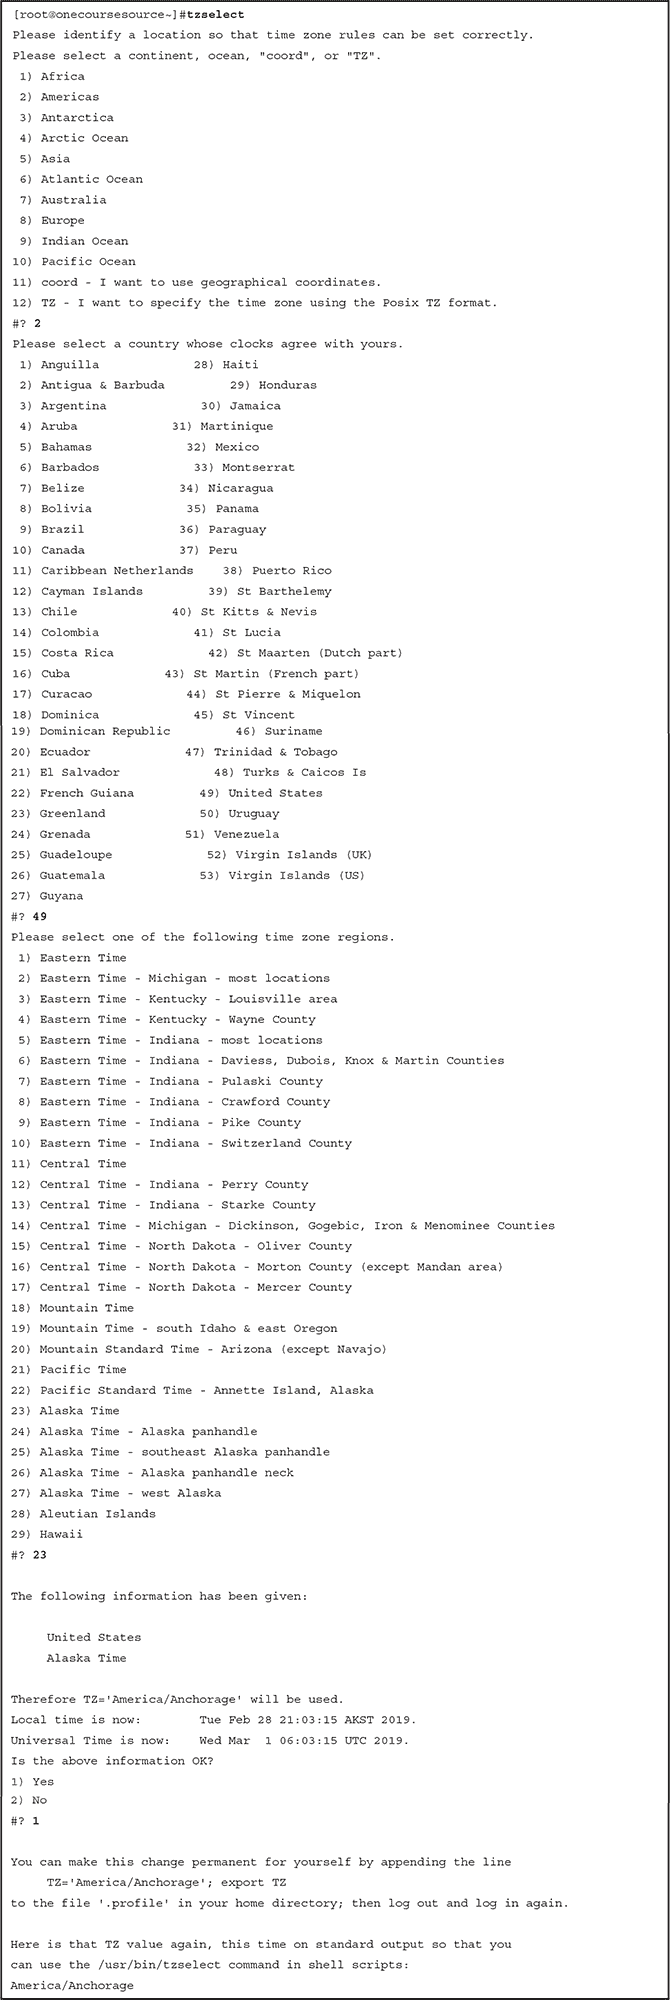 [root@onecoursesource~]#tzselect
Please identify a location so that time zone rules can be set correctly.
Please select a continent, ocean, "coord", or "TZ".
1) Africa
2) Americas
3) Antarctica
4) Arctic Ocean
5) Asia
6) Atlantic Ocean
7) Australia
8) Europe
9) Indian Ocean
10) Pacific Ocean
11) coord - I want to use geographical coordinates.
12) TZ - I want to specify the time zone using the Posix TZ format.
#? 2
Please select a country whose clocks agree with yours.
1) Anguilla 28) Haiti
2) Antigua & Barbuda 29) Honduras
3) Argentina 30) Jamaica
4) Aruba 31) Martinique
5) Bahamas 32) Mexico
6) Barbados 33) Montserrat
7) Belize 34) Nicaragua
8) Bolivia 35) Panama
9) Brazil 36) Paraguay
10) Canada 37) Peru
11) Caribbean Netherlands 38) Puerto Rico
12) Cayman Islands 39) St Barthelemy
13) Chile 40) St Kitts & Nevis
14) Colombia 41) St Lucia
15) Costa Rica 42) St Maarten (Dutch part)
16) Cuba 43) St Martin (French part)
17) Curacao 44) St Pierre & Miquelon
18) Dominica 45) St Vincent
19) Dominican Republic 46) Suriname
20) Ecuador 47) Trinidad & Tobago
21) El Salvador 48) Turks & Caicos Is
22) French Guiana 49) United States
23) Greenland 50) Uruguay
24) Grenada 51) Venezuela
25) Guadeloupe 52) Virgin Islands (UK)
26) Guatemala 53) Virgin Islands (US)
27) Guyana
#? 49
Please select one of the following time zone regions.
1) Eastern Time
2) Eastern Time - Michigan - most locations
3) Eastern Time - Kentucky - Louisville area
4) Eastern Time - Kentucky - Wayne County
5) Eastern Time - Indiana - most locations
6) Eastern Time - Indiana - Daviess, Dubois, Knox & Martin Counties
7) Eastern Time - Indiana - Pulaski County
8) Eastern Time - Indiana - Crawford County
9) Eastern Time - Indiana - Pike County
10) Eastern Time - Indiana - Switzerland County
11) Central Time
12) Central Time - Indiana - Perry County
13) Central Time - Indiana - Starke County
14) Central Time - Michigan - Dickinson, Gogebic, Iron & Menominee Counties
15) Central Time - North Dakota - Oliver County
16) Central Time - North Dakota - Morton County (except Mandan area)
17) Central Time - North Dakota - Mercer County
18) Mountain Time
19) Mountain Time - south Idaho & east Oregon
20) Mountain Standard Time - Arizona (except Navajo)
21) Pacific Time
22) Pacific Standard Time - Annette Island, Alaska
23) Alaska Time
24) Alaska Time - Alaska panhandle
25) Alaska Time - southeast Alaska panhandle
26) Alaska Time - Alaska panhandle neck
27) Alaska Time - west Alaska
28) Aleutian Islands
29) Hawaii
#? 23
The following information has been given:
United States
Alaska Time
Therefore TZ='America/Anchorage' will be used.
Local time is now: Tue Feb 28 21:03:15 AKST 2019.
Universal Time is now: Wed Mar 1 06:03:15 UTC 2019.
Is the above information OK?
1) Yes
2) No
#? 1
You can make this change permanent for yourself by appending the line
TZ='America/Anchorage'; export TZ
to the file '.profile' in your home directory; then log out and log in again.
Here is that TZ value again, this time on standard output so that you
can use the /usr/bin/tzselect command in shell scripts:
America/Anchorage